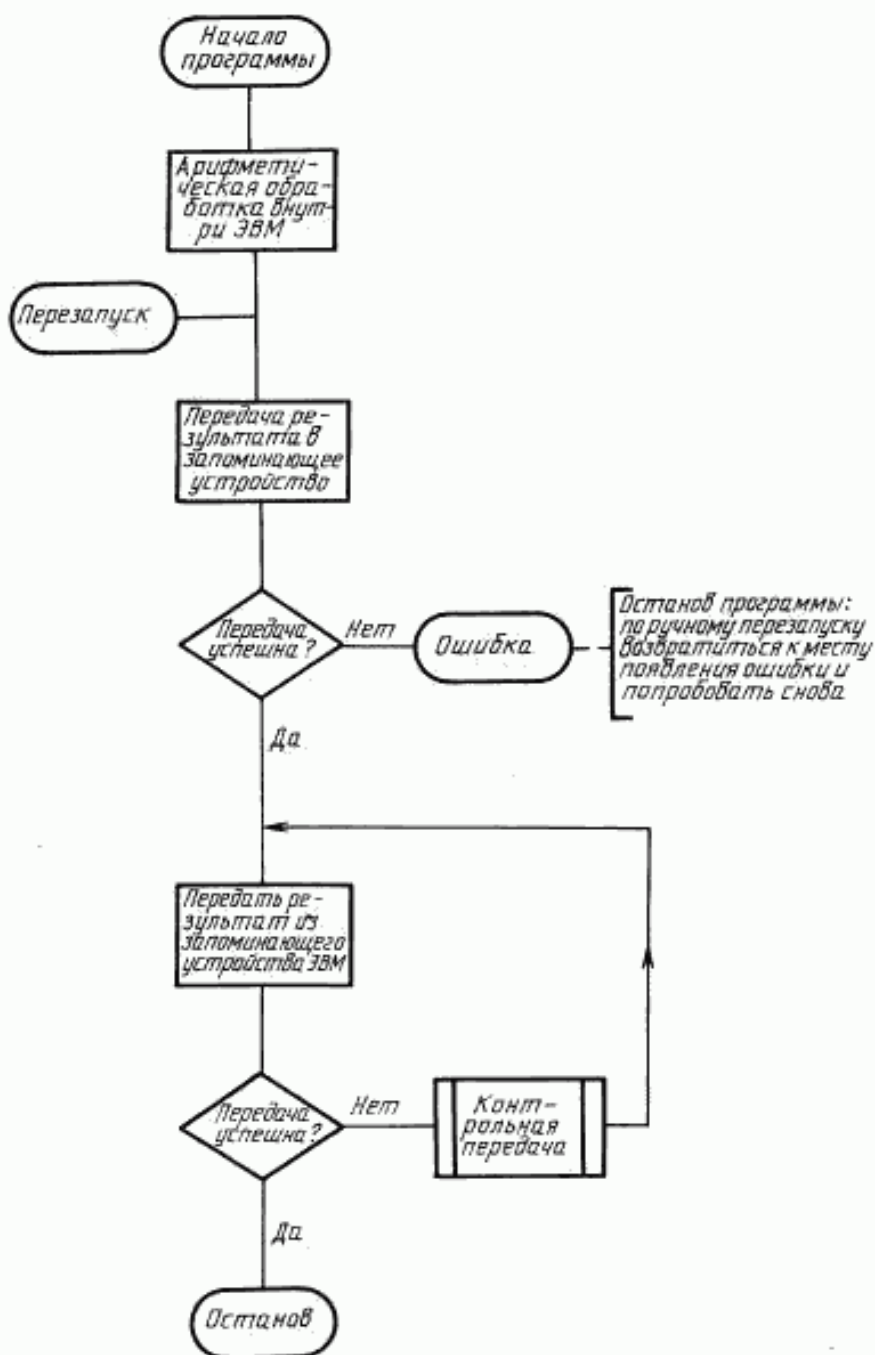 Начало
программы
Арифмети-
ческая обра-
ботка внут-
ри ЭВМ
Перезапуск
Передача ре-
зультата в
запоминающее
устройство
Передача
успешна?
Нет
Ошибка
Останов программы:
по ручному перезапуску
возвратиться к месту
появления ошибки и
попробовать снова
Да
Передать ре-
зультат из
запоминающего
устройства ЭВМ
Передача
успешна?
Нет
Конт-
рольная
передача
Да
Останов